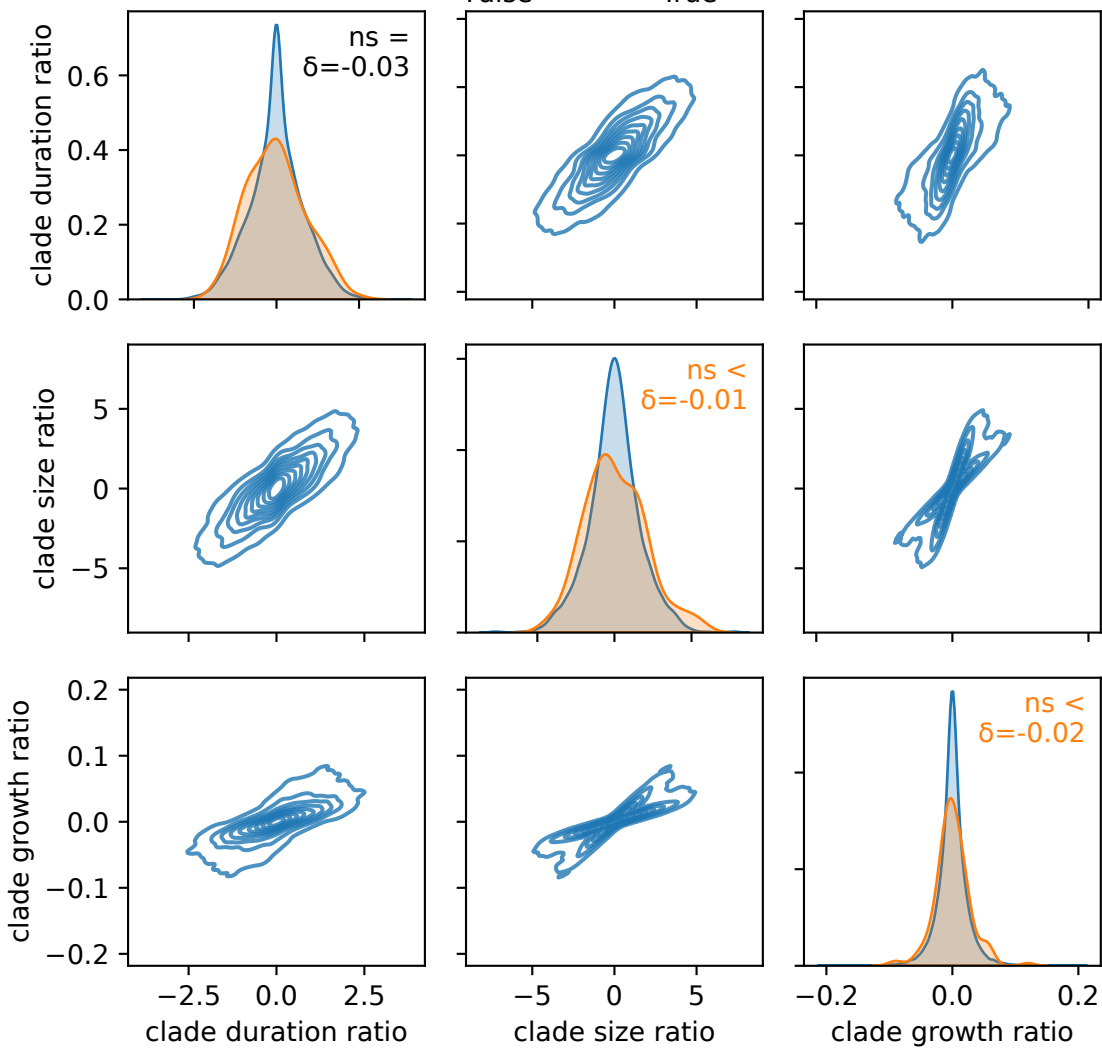 ns =
δ=-0.03
clade duration ratio
0.6
0.4
0.2
0.0
ns <
δ=-0.01
clade size ratio
5
0
−5
ns <
δ=-0.02
clade growth ratio
0.2
0.1
0.0
−0.1
−0.2
−2.5 0.0 2.5
−5 0 5
−0.2 0.0 0.2
clade duration ratio
clade size ratio
clade growth ratio